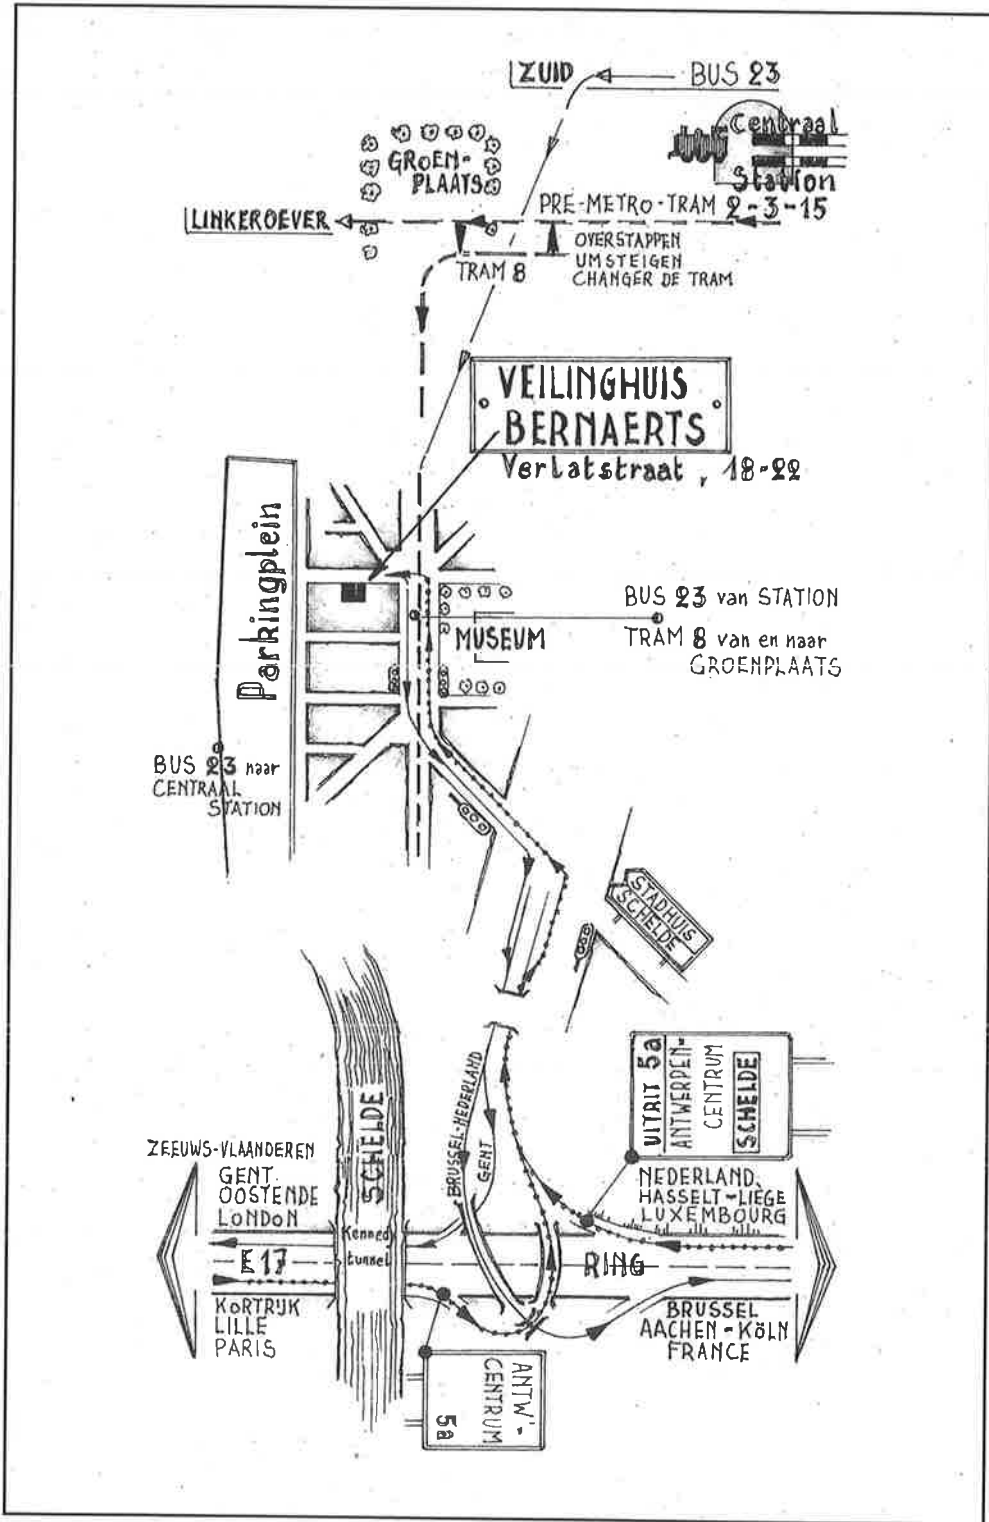 ZUID
BUS 23
Centraal
Station
GROEN-
PLAATS
LINKEROEVER
PRE-METRO-TRAM 2-3-15
OVERSTAPPEN
UMSTEIGEN
CHANGER DE TRAM
TRAM 8
VEILINGHUIS
BERNAERTS
Verlatstraat, 18-22
Parkingplein
MUSEUM
BUS 23 van STATION
TRAM 8 van en naar
GROENPLAATS
BUS 23 naar
CENTRAAL
STATION
STADHUIS
SCHELDE
SCHELDE
BRUSSEL-NEDERLAND
GENT
UITRIT 5a
ANTWERPEN-
CENTRUM
SCHELDE
ZEEUWS-VLAANDEREN
GENT
OOSTENDE
LONDON
NEDERLAND
HASSELT-LIÈGE
LUXEMBOURG
Kennedy
tunnel
E17
RING
KORTRIJK
LILLE
PARIS
BRUSSEL
AACHEN-KÖLN
FRANCE
ANTW'-
CENTRUM
5a